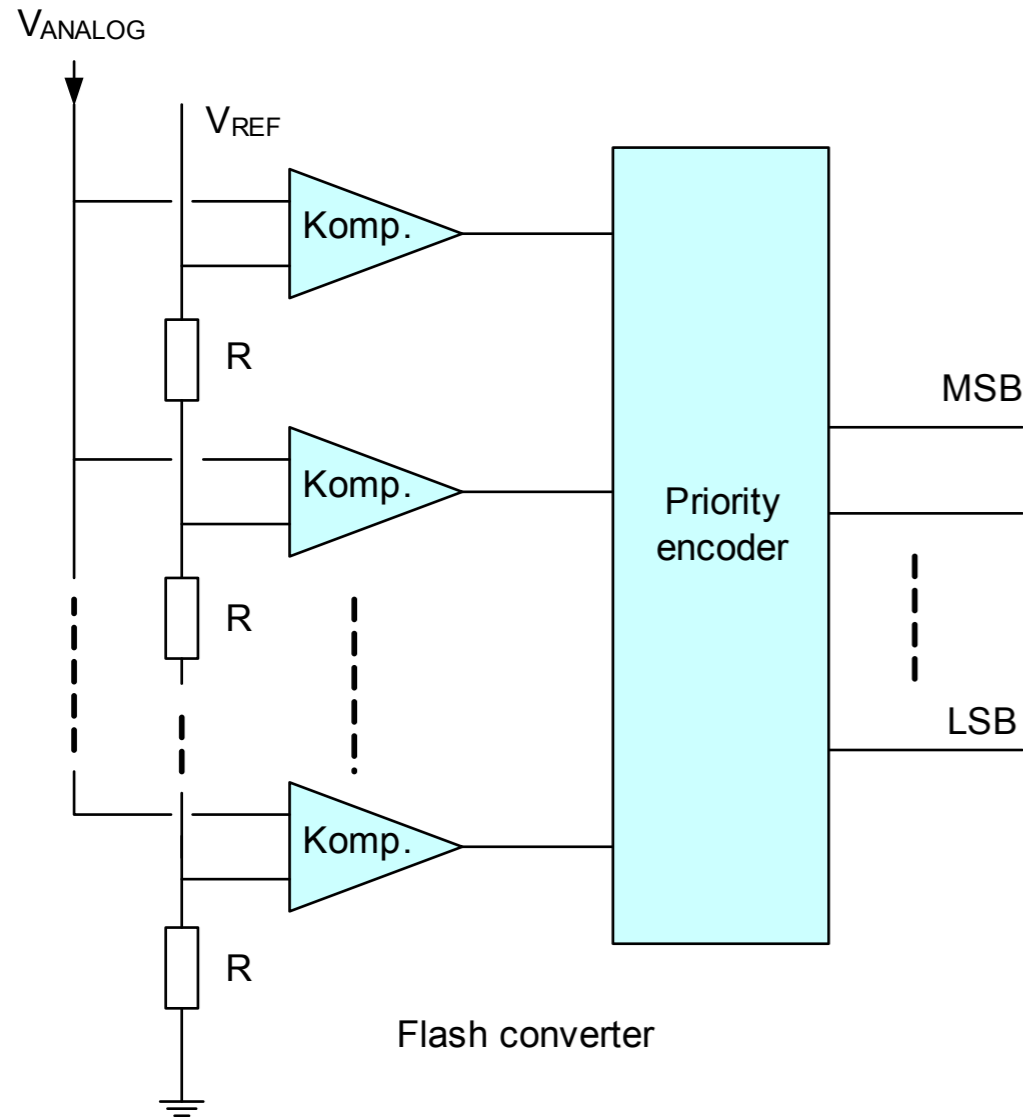 VANALOG
VREF
Komp.
R
MSB
Komp.
Priority
encoder
R
LSB
Komp.
R
Flash converter